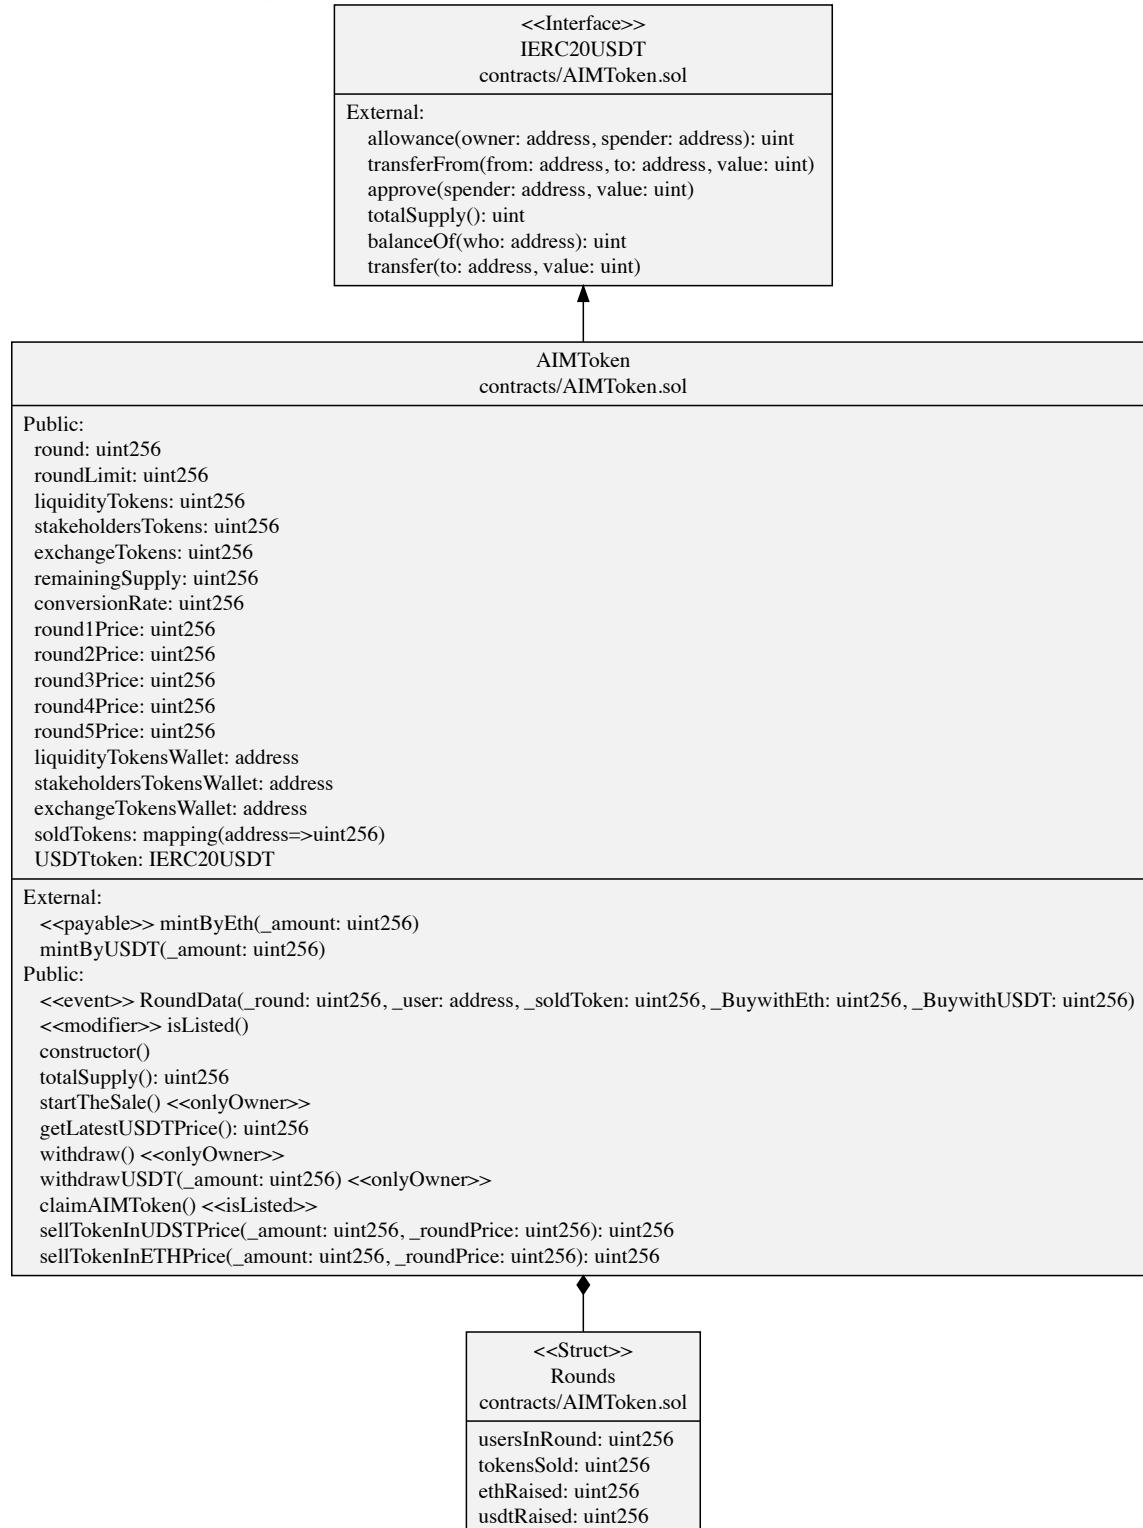 <<Interface>>
IERC20USDT
contracts/AIMToken.sol
External:
allowance(owner: address, spender: address): uint
transferFrom(from: address, to: address, value: uint)
approve(spender: address, value: uint)
totalSupply(): uint
balanceOf(who: address): uint
transfer(to: address, value: uint)
AIMToken
contracts/AIMToken.sol
Public:
round: uint256
roundLimit: uint256
liquidityTokens: uint256
stakeholdersTokens: uint256
exchangeTokens: uint256
remainingSupply: uint256
conversionRate: uint256
round1Price: uint256
round2Price: uint256
round3Price: uint256
round4Price: uint256
round5Price: uint256
liquidityTokensWallet: address
stakeholdersTokensWallet: address
exchangeTokensWallet: address
soldTokens: mapping(address=>uint256)
USDTtoken: IERC20USDT
External:
<<payable>> mintByEth(_amount: uint256)
mintByUSDT(_amount: uint256)
Public:
<<event>> RoundData(_round: uint256, _user: address, _soldToken: uint256, _BuywithEth: uint256, _BuywithUSDT: uint256)
<<modifier>> isListed()
constructor()
totalSupply(): uint256
startTheSale() <<onlyOwner>>
getLatestUSDTPrice(): uint256
withdraw() <<onlyOwner>>
withdrawUSDT(_amount: uint256) <<onlyOwner>>
claimAIMToken() <<isListed>>
sellTokenInUDSTPrice(_amount: uint256, _roundPrice: uint256): uint256
sellTokenInETHPrice(_amount: uint256, _roundPrice: uint256): uint256
<<Struct>>
Rounds
contracts/AIMToken.sol
usersInRound: uint256
tokensSold: uint256
ethRaised: uint256
usdtRaised: uint256